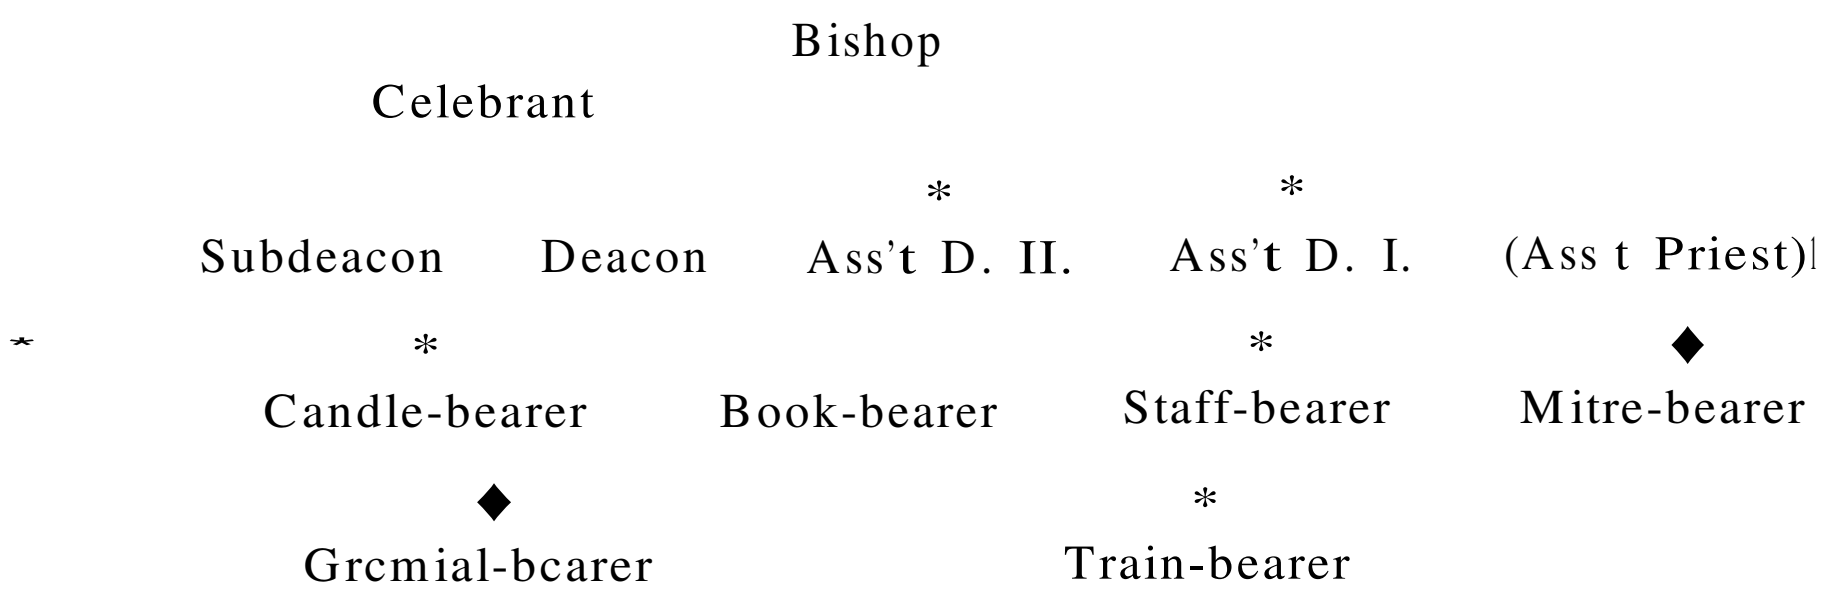 Bishop
Celebrant
* *
Subdeacon Deacon Ass't D. II. Ass't D. I. (Ass t Priest)
* * * ♦
Candle-bearer Book-bearer Staff-bearer Mitre-bearer
♦ *
Grcmial-bcarer Train-bearer